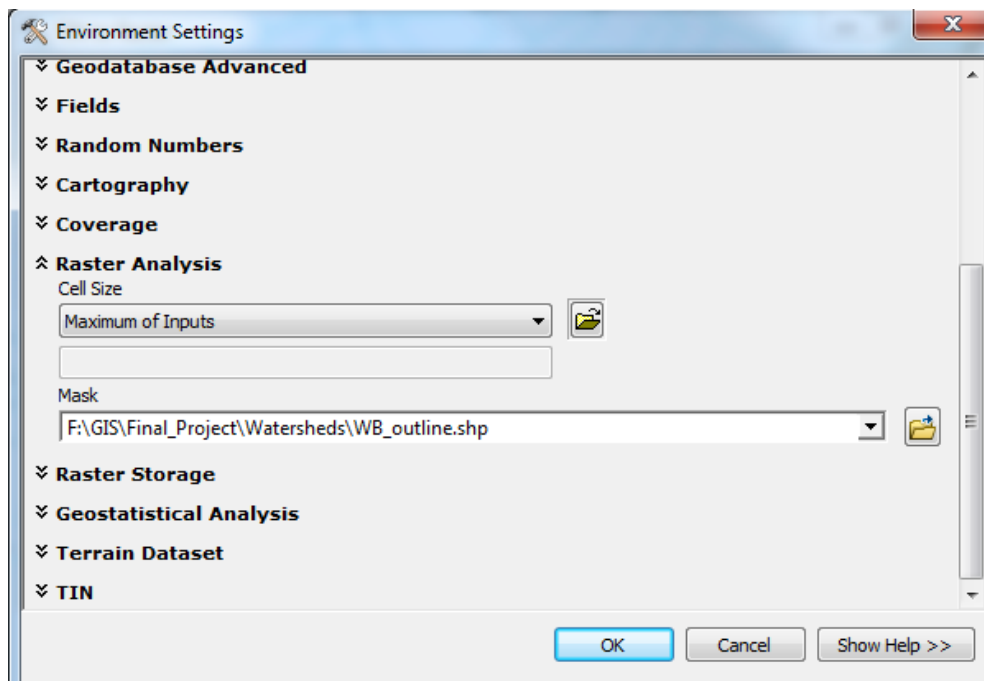 Environment Settings
Geodatabase Advanced
Fields
Random Numbers
Cartography
Coverage
Raster Analysis
Cell Size
Maximum of Inputs
Mask
F:\GIS\Final_Project\Watersheds\WB_outline.shp
Raster Storage
Geostatistical Analysis
Terrain Dataset
TIN
OK Cancel Show Help >>